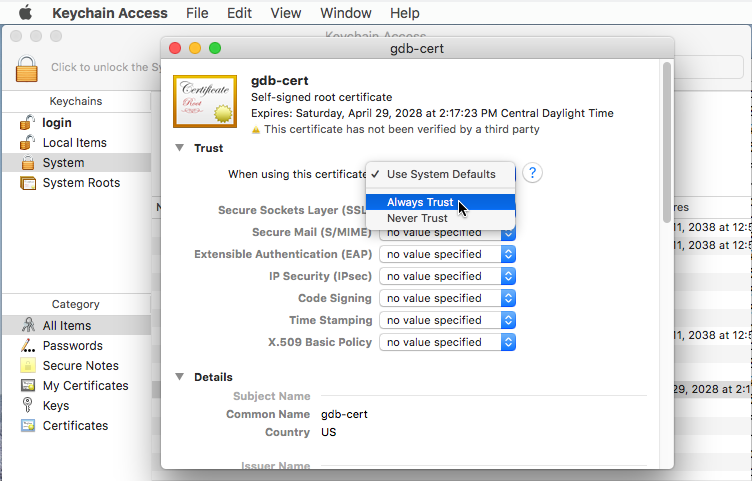 Keychain Access File Edit View Window Help
Keychain Access
gdb-cert
Click to unlock the Sy
Keychains
login
Local Items
System
System Roots
Certificate
Root
gdb-cert
Self-signed root certificate
Expires: Saturday, April 29, 2028 at 2:17:23 PM Central Daylight Time
This certificate has not been verified by a third party
Trust
When using this certificate
✓ Use System Defaults
?
Always Trust
Never Trust
Secure Sockets Layer (SSL
Secure Mail (S/MIME) no value specified
Extensible Authentication (EAP) no value specified
IP Security (IPsec) no value specified
Code Signing no value specified
Time Stamping no value specified
X.509 Basic Policy no value specified
Details
Subject Name
Common Name gdb-cert
Country US
Issuer Name
N
res
11, 2038 at 12:5
11, 2038 at 12:5
11, 2038 at 12:5
29, 2028 at 2:1
Category
All Items
Passwords
Secure Notes
My Certificates
Keys
Certificates